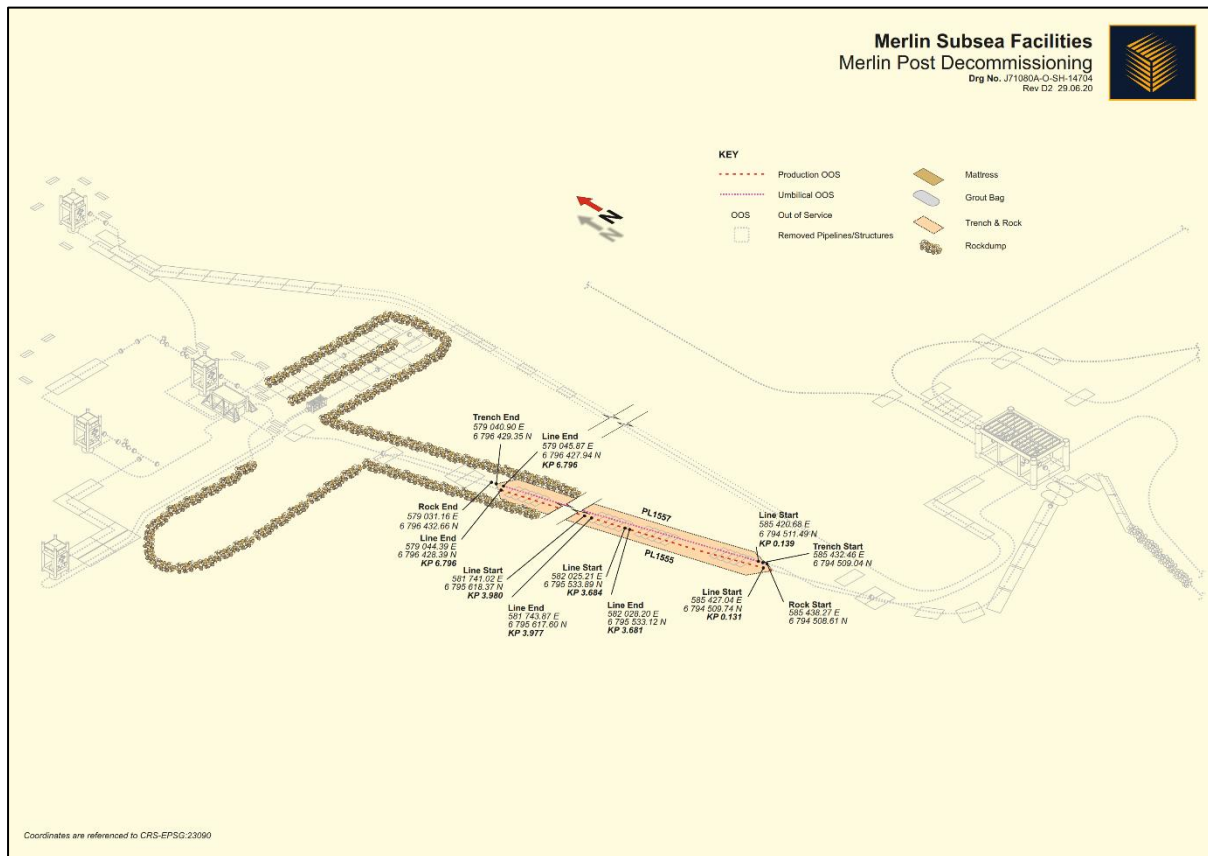 Merlin Subsea Facilities
Merlin Post Decommissioning
Drg No. J71080A-O-SH-14704
Rev D2 29.06.20
KEY
Production OOS
Umbilical OOS
OOS Out of Service
Removed Pipelines/Structures
Mattress
Grout Bag
Trench & Rock
Rockdump
N
N
Trench End
579 040.90 E
6 796 429.35 N
Line End
579 045.87 E
6 796 427.94 N
KP 6.796
Rock End
579 031.16 E
6 796 432.66 N
Line End
579 044.39 E
6 796 428.39 N
KP 6.796
Line Start
581 741.02 E
6 795 618.37 N
KP 3.980
Line End
581 743.87 E
6 795 617.60 N
KP 3.977
Line Start
582 025.21 E
6 795 533.89 N
KP 3.684
Line End
582 028.20 E
6 795 533.12 N
KP 3.681
PL1557
PL1555
Line Start
585 420.68 E
6 794 511.49 N
KP 0.139
Trench Start
585 432.46 E
6 794 509.04 N
Line Start
585 427.04 E
6 794 509.74 N
KP 0.131
Rock Start
585 438.27 E
6 794 508.61 N
Coordinates are referenced to CRS-EPSG:23090